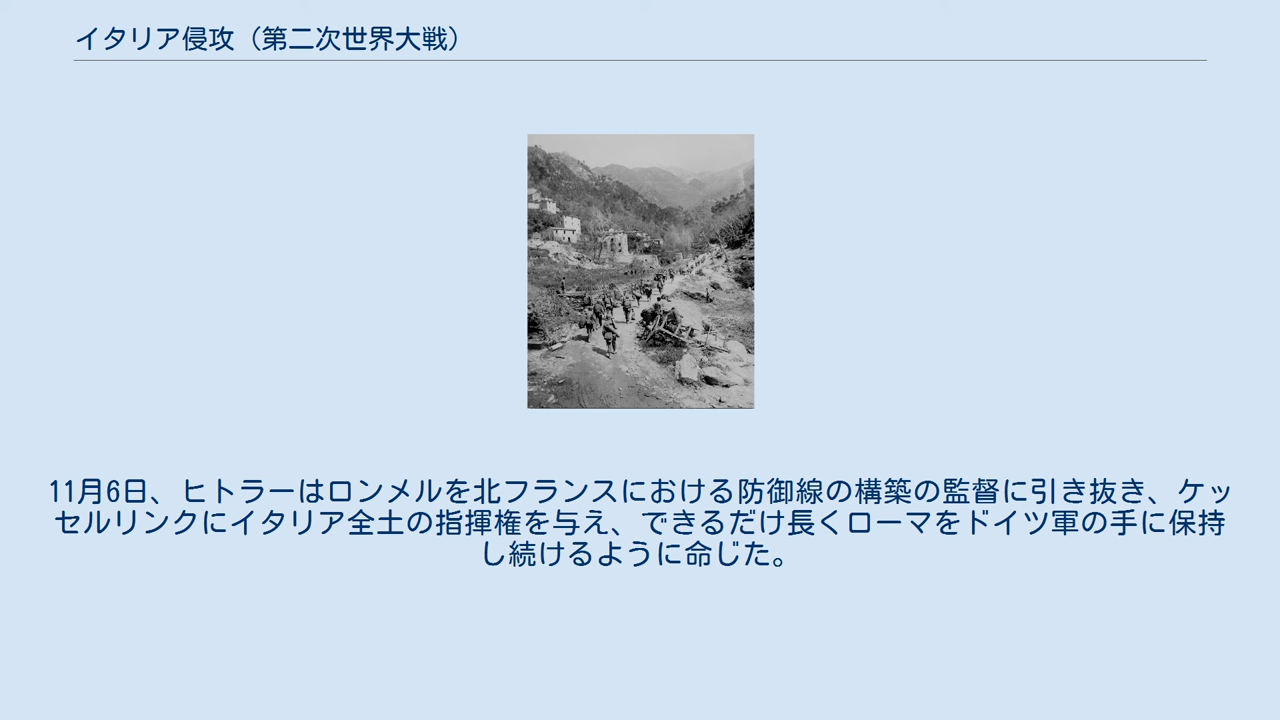 イタリア侵攻（第二次世界大戦）
11月6日、ヒトラーはロンメルを北フランスにおける防御線の構築の監督に引き抜き、ケッ
セルリンクにイタリア全土の指揮権を与え、できるだけ長くローマをドイツ軍の手に保持
し続けるように命じた。